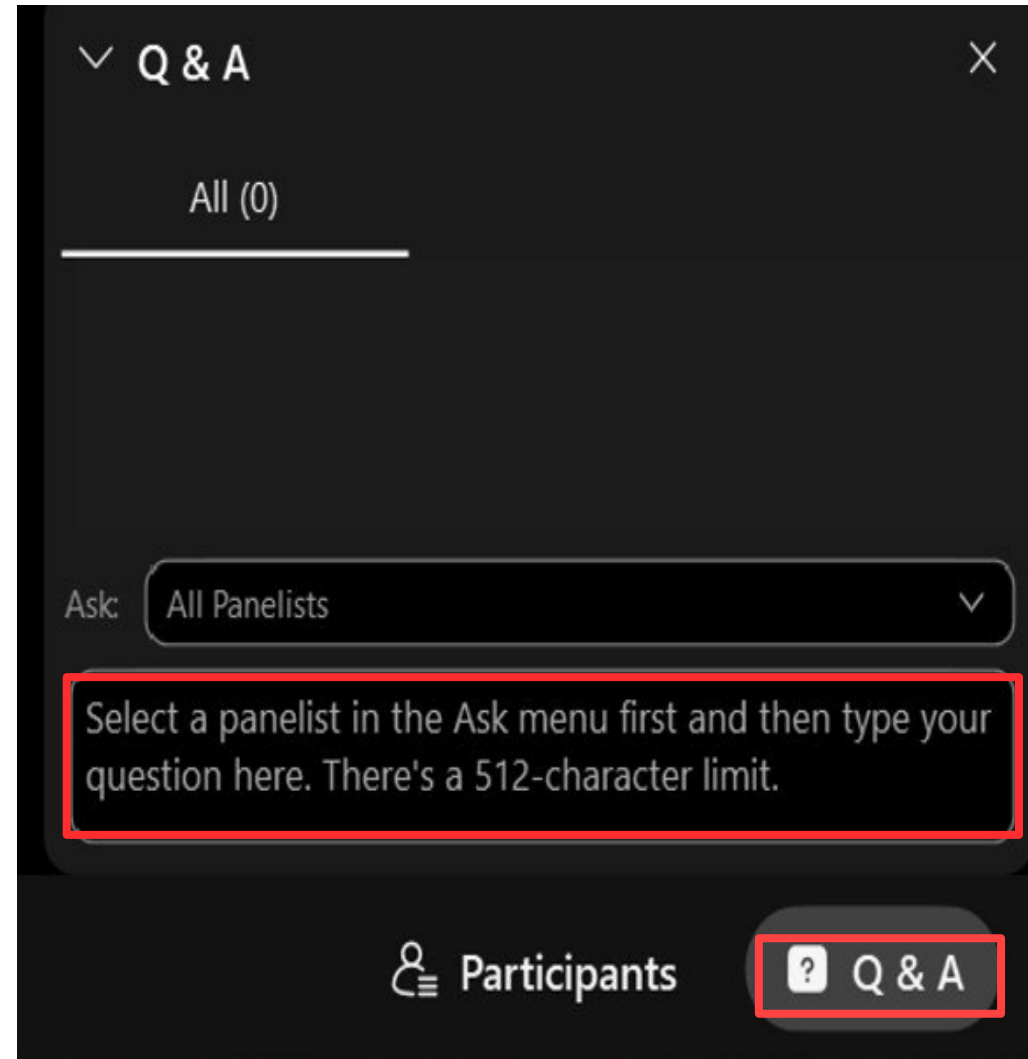 Q & A
All (0)
Ask: All Panelists
Select a panelist in the Ask menu first and then type your
question here. There's a 512-character limit.
Participants ? Q & A